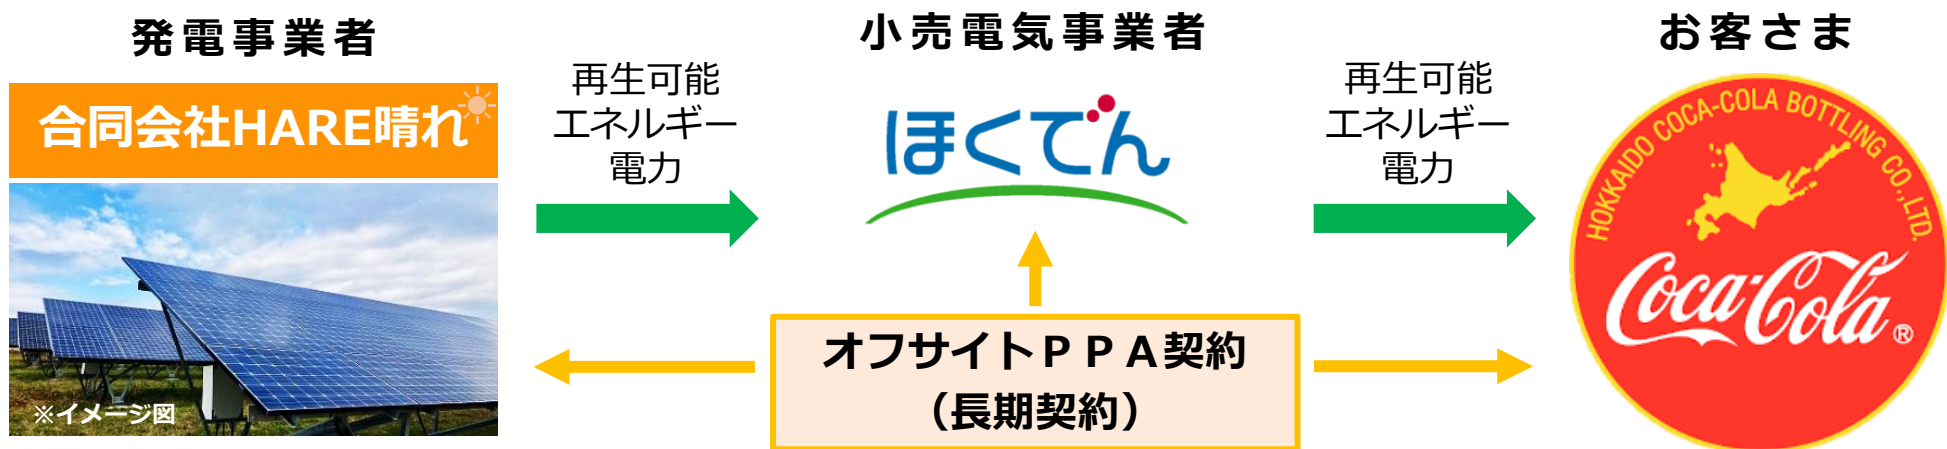 発電事業者
合同会社HARE晴れ
※イメージ図
再生可能
エネルギー
電力
小売電気事業者
ほくでん
オフサイトＰＰＡ契約
（長期契約）
再生可能
エネルギー
電力
お客さま
HOKKAIDO COCA-COLA BOTTLING CO.,LTD.
Coca-Cola®